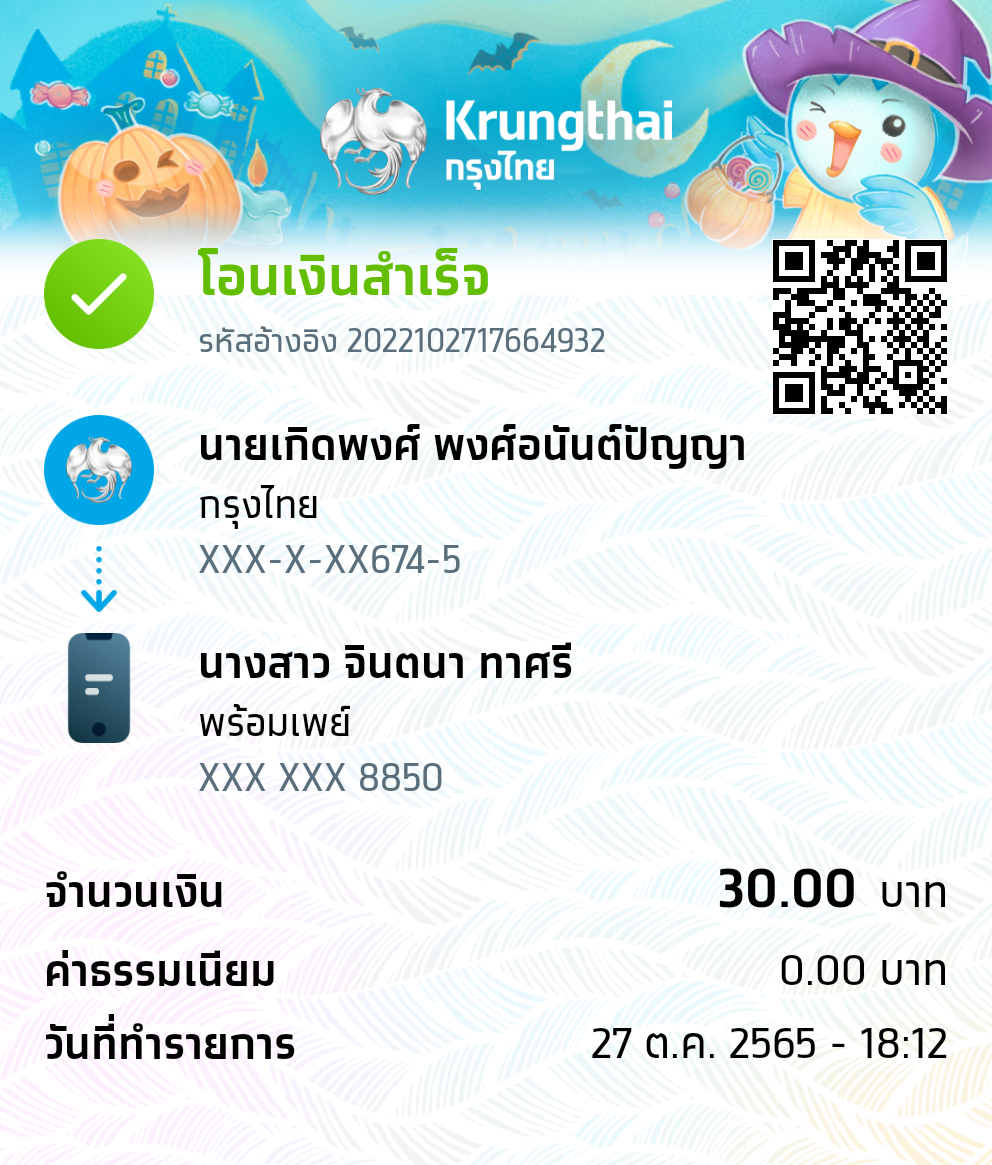 Krungthai
กรุงไทย
โอนเงินสำเร็จ
รหัสอ้างอิง 2022102717664932
นายเกิดพงศ์ พงศ์อนันต์ปัญญา
กรุงไทย
XXX-X-XX674-5
นางสาว จินตนา ทาศรี
พร้อมเพย์
XXX XXX 8850
จำนวนเงิน 30.00 บาท
ค่าธรรมเนียม 0.00 บาท
วันที่ทำรายการ 27 ต.ค. 2565 - 18:12